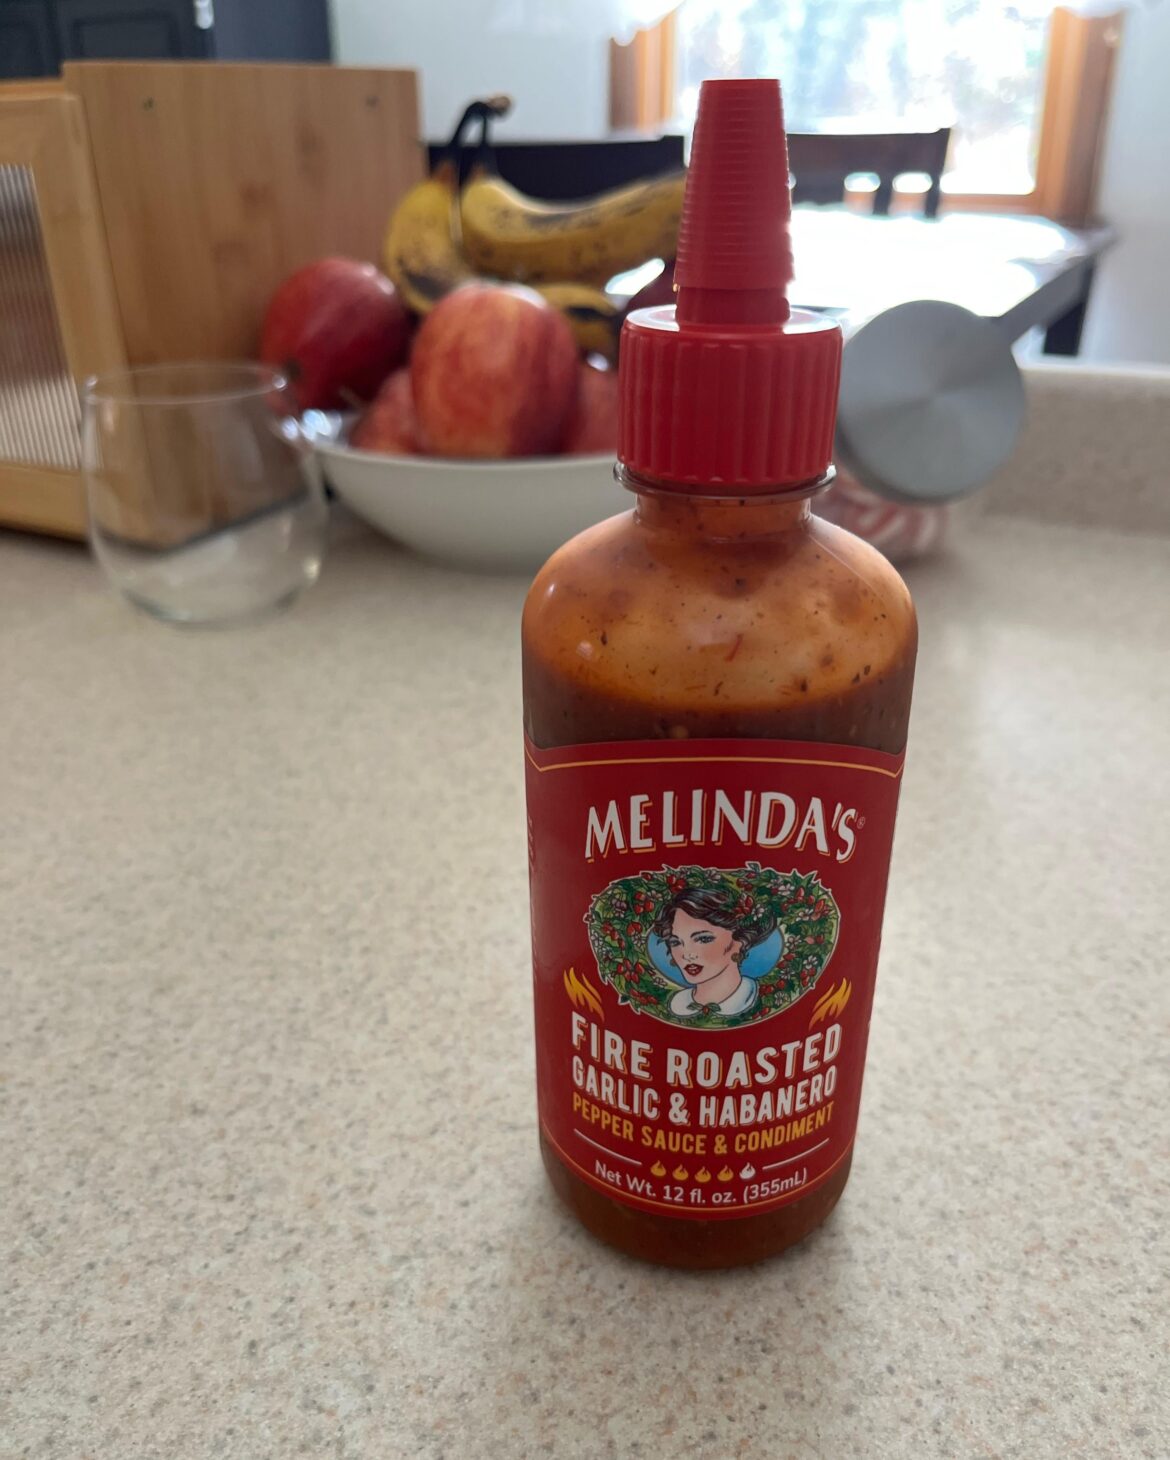 MELINDA'S®
FIRE ROASTED
GARLIC & HABANERO
PEPPER SAUCE & CONDIMENT
Net Wt. 12 fl. oz. (355mL)